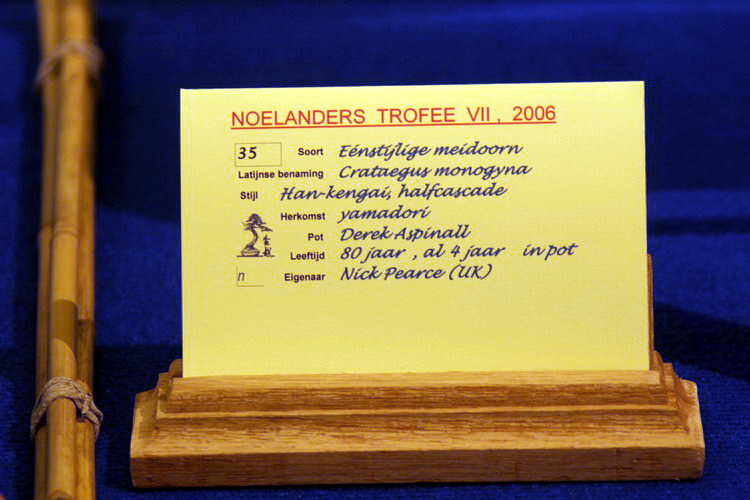 NOELANDERS TROFEE VII, 2006
35 Soort Eénstijlige meidoorn
Latijnse benaming Crataegus monogyna
Stijl Han-kengai, halfcascade
Herkomst yamadori
Pot Derek Aspinall
Leeftijd 80 jaar , al 4 jaar in pot
n Eigenaar Nick Pearce (UK)